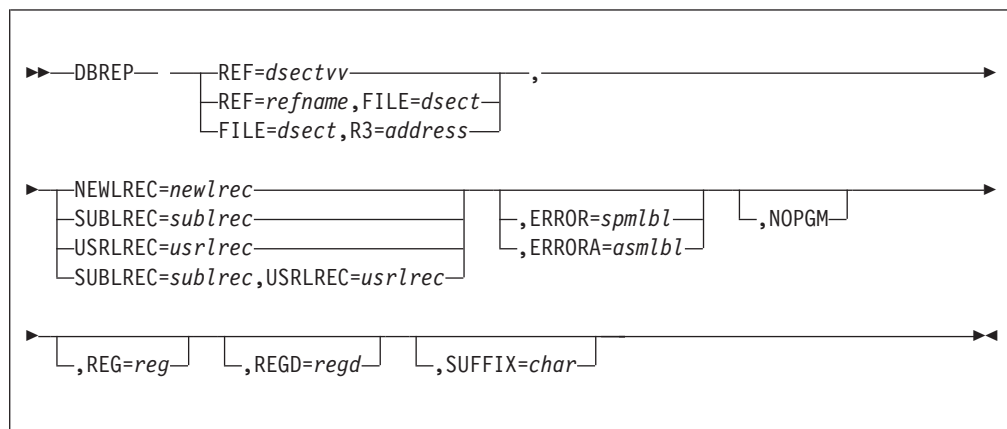 DBREP REF=dsectvv ,
REF=refname,FILE=dsect
FILE=dsect,R3=address
NEWLREC=newlrec
SUBLREC=sublrec ,ERROR=spmlbl ,NOPGM
USRLREC=usrlrec ,ERRORA=asmlbl
SUBLREC=sublrec,USRLREC=usrlrec
,REG=reg ,REGD=regd ,SUFFIX=char